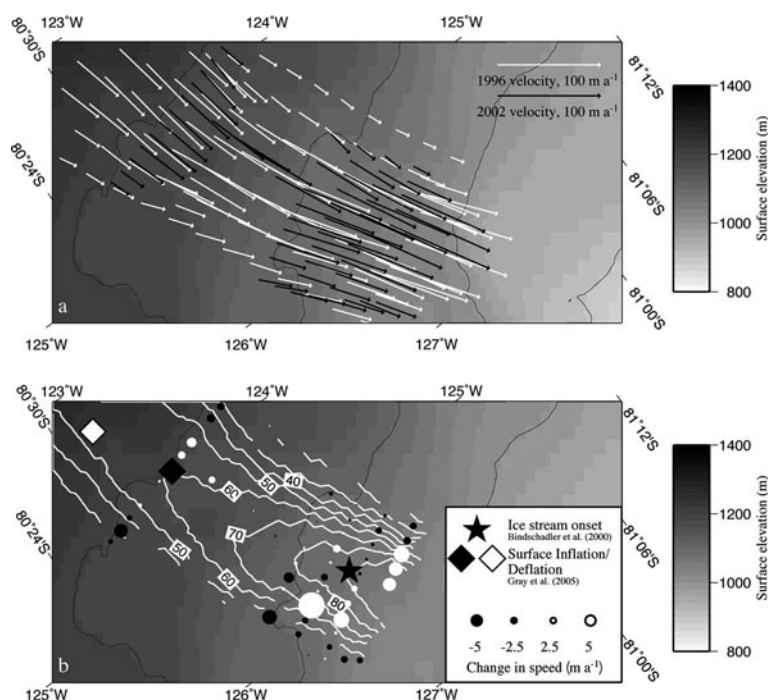 123°W 124°W 125°W
80°30'S
81°12'S
1996 velocity, 100 m a⁻¹
2002 velocity, 100 m a⁻¹
80°24'S
81°06'S
a
81°00'S
125°W 126°W 127°W
1400
1200
1000
800
Surface elevation (m)
123°W 124°W 125°W
80°30'S
81°12'S
40
50
60
70
80°24'S
50
60
80
81°06'S
Ice stream onset
Bindschadler et al. (2000)
Surface Inflation/
Deflation
Gray et al. (2005)
-5 -2.5 2.5 5
Change in speed (m a⁻¹)
b
81°00'S
125°W 126°W 127°W
1400
1200
1000
800
Surface elevation (m)